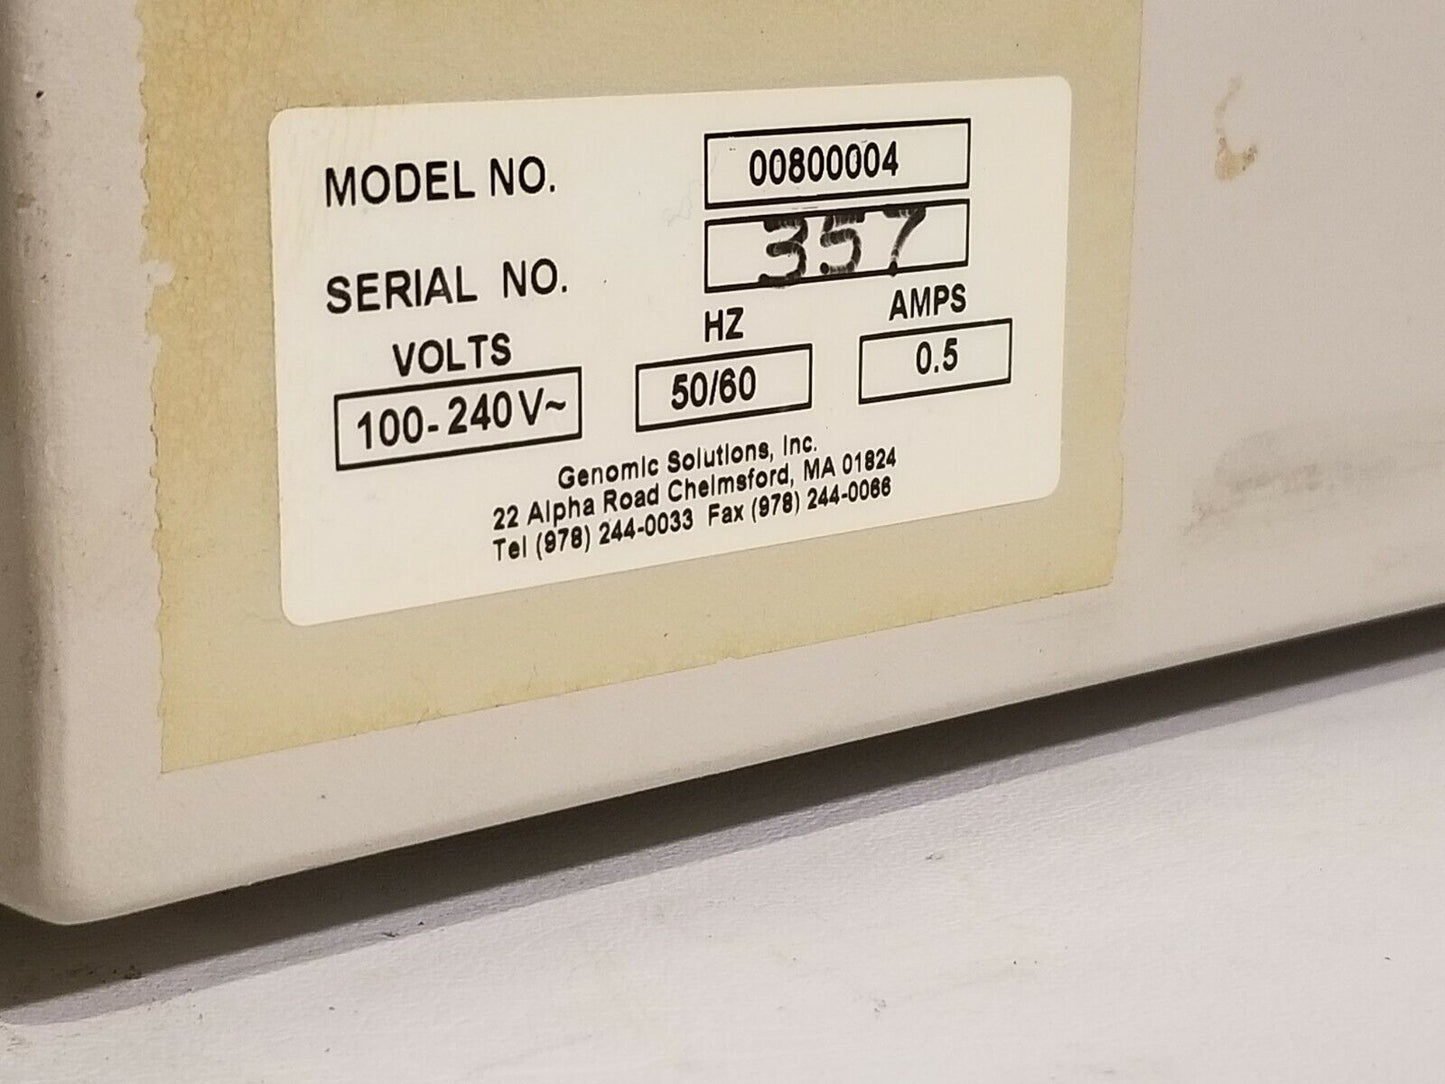 MODEL NO. 00800004
SERIAL NO. 357
VOLTS HZ AMPS
100-240V~ 50/60 0.5
Genomic Solutions, Inc.
22 Alpha Road Chelmsford, MA 01824
Tel (978) 244-0033 Fax (978) 244-0066